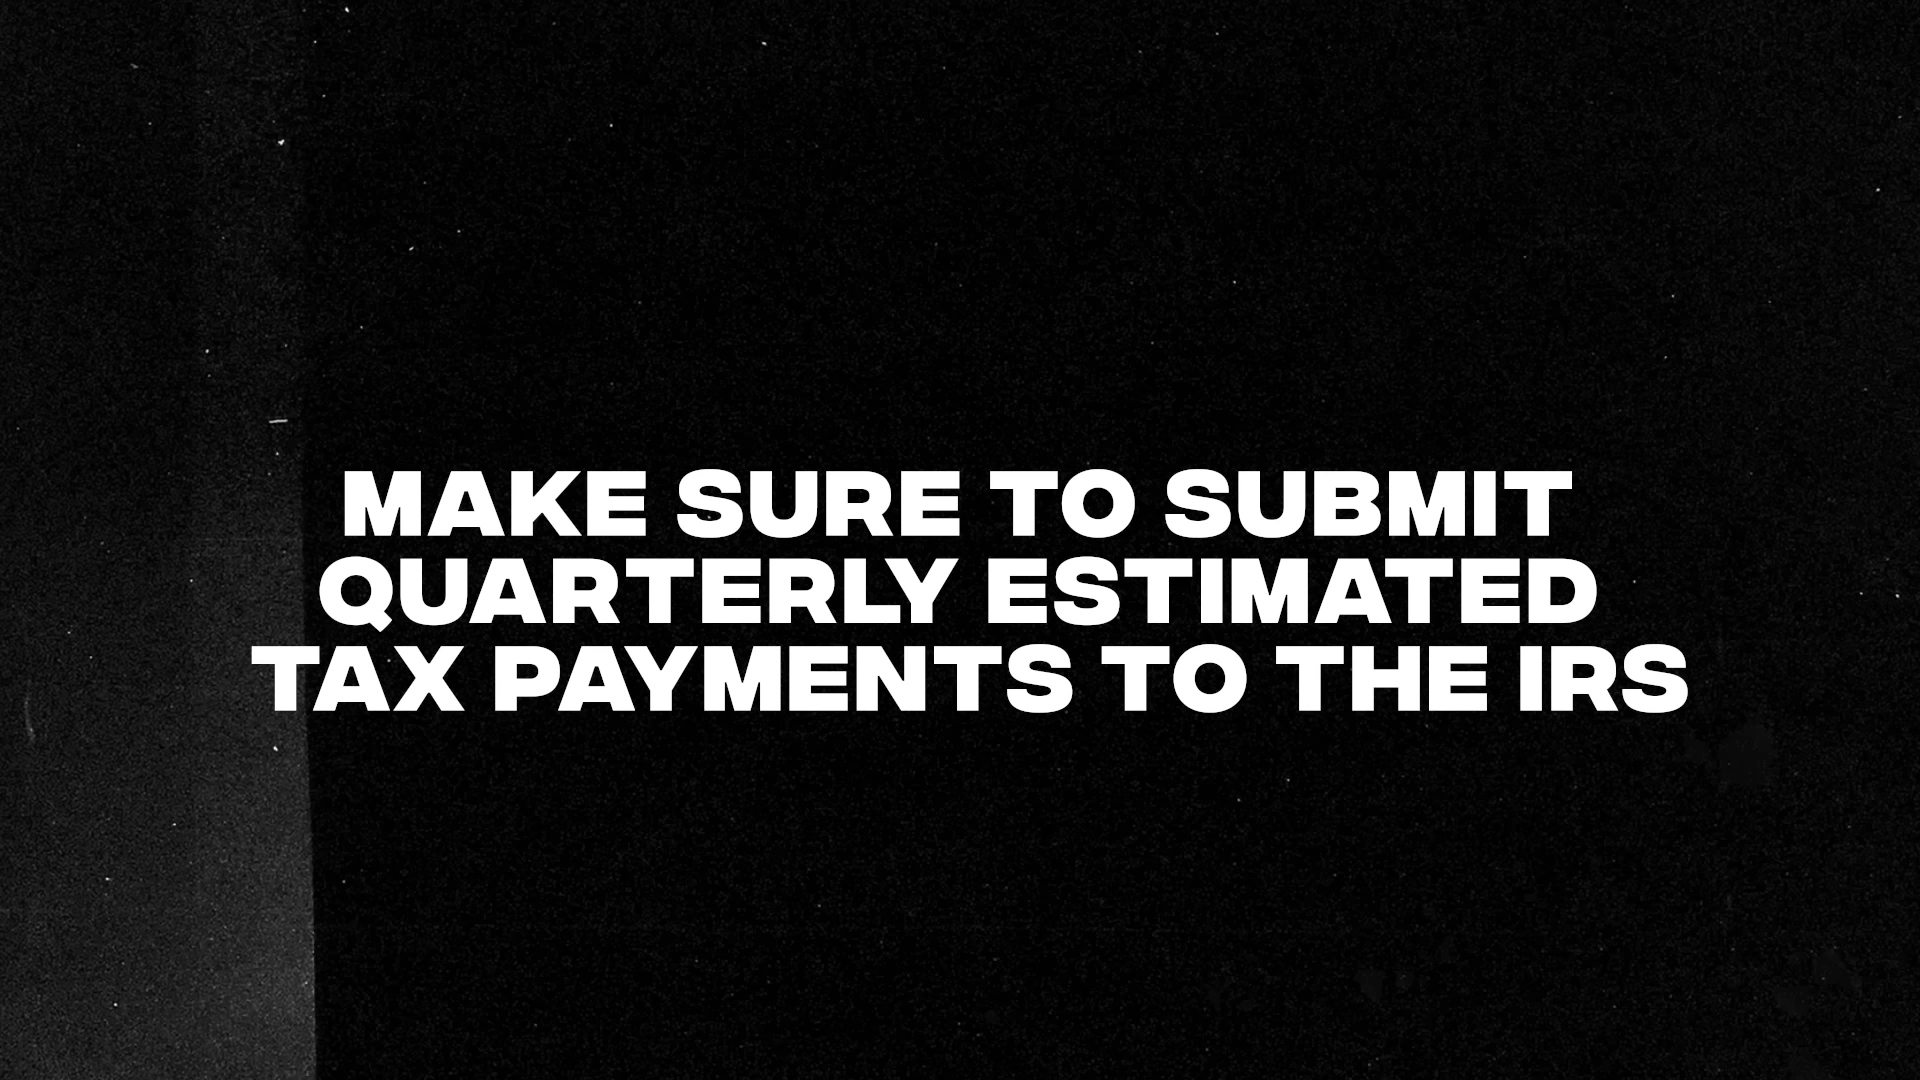 MAKE SURE TO SUBMIT
QUARTERLY ESTIMATED
TAX PAYMENTS TO THE IRS